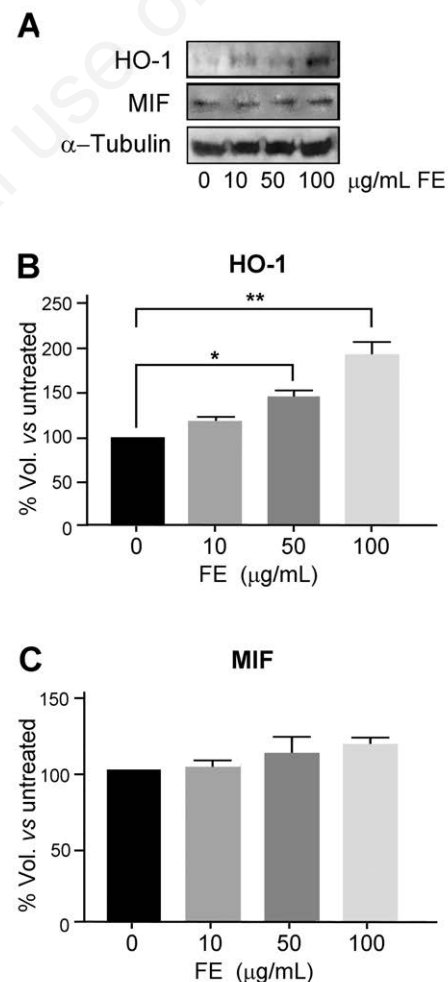 A
HO-1
MIF
α–Tubulin
0 10 50 100 μg/mL FE
B
HO-1
**
*
% Vol. vs untreated
250
200
150
100
50
0
0 10 50 100
FE (μg/mL)
C
MIF
% Vol. vs untreated
150
100
50
0
0 10 50 100
FE (μg/mL)
use o